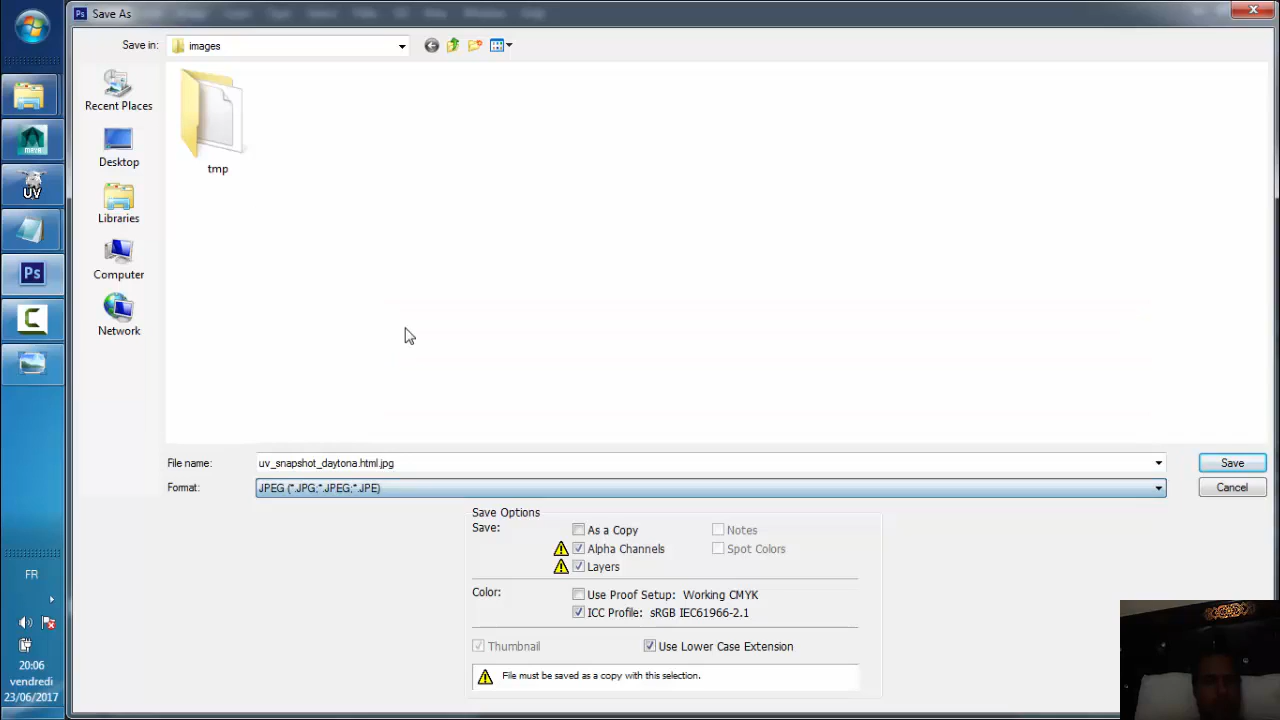 Save As
Save in:
images
Recent Places
Desktop
Libraries
Computer
Network
tmp
File name:
uv_snapshot_daytona.html.jpg
Save
Format:
JPEG (*.JPG;*.JPEG;*.JPE)
Cancel
Save Options
Save:
As a Copy
Notes
Alpha Channels
Spot Colors
Layers
Color:
Use Proof Setup: Working CMYK
ICC Profile: sRGB IEC61966-2.1
Thumbnail
Use Lower Case Extension
File must be saved as a copy with this selection.
MAYA
UV
Ps
C
FR
20:06
vendredi
23/06/2017